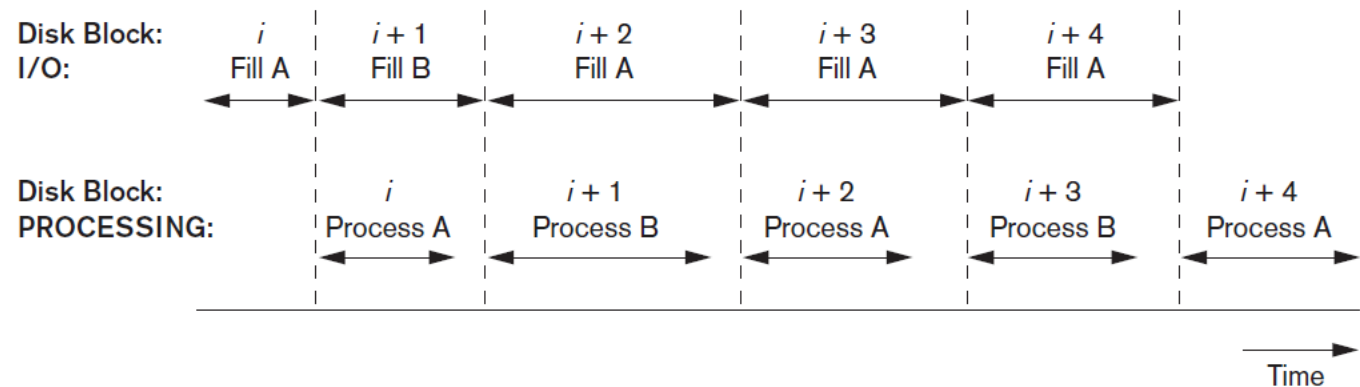 Disk Block: i i + 1 i + 2 i + 3 i + 4
I/O: Fill A Fill B Fill A Fill A Fill A
Disk Block: i i + 1 i + 2 i + 3 i + 4
PROCESSING: Process A Process B Process A Process B Process A
Time